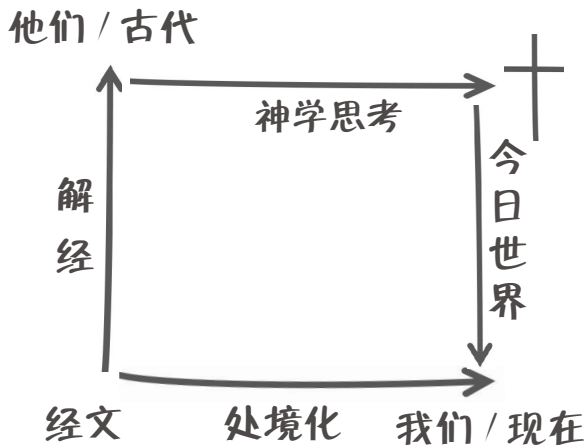 他们 / 古代
神学思考
解经
今日世界
经文
处境化
我们 / 现在